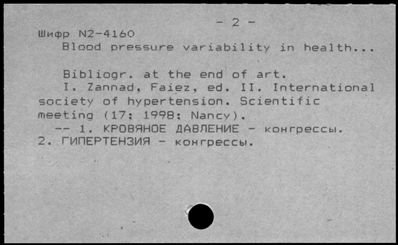 - 2 -
Шифр N2-4160
Blood pressure variability in health...
Bibliogr. at the end of art.
I. Zannad, Faiez, ed. II. International
society of hypertension. Scientific
meeting (17; 1998; Nancy).
-- 1. КРОВЯНОЕ ДАВЛЕНИЕ - конгрессы.
2. ГИПЕРТЕНЗИЯ - конгрессы.